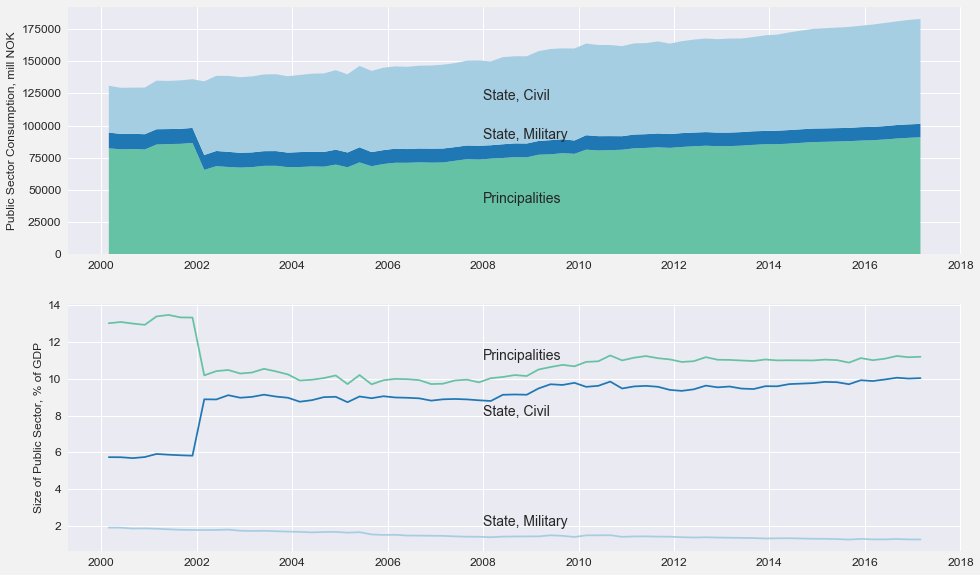 Public Sector Consumption, mill NOK
175000
150000
125000
100000
75000
50000
25000
0
State, Civil
State, Military
Principalities
2000 2002 2004 2006 2008 2010 2012 2014 2016 2018
Size of Public Sector, % of GDP
14
12
10
8
6
4
2
Principalities
State, Civil
State, Military
2000 2002 2004 2006 2008 2010 2012 2014 2016 2018